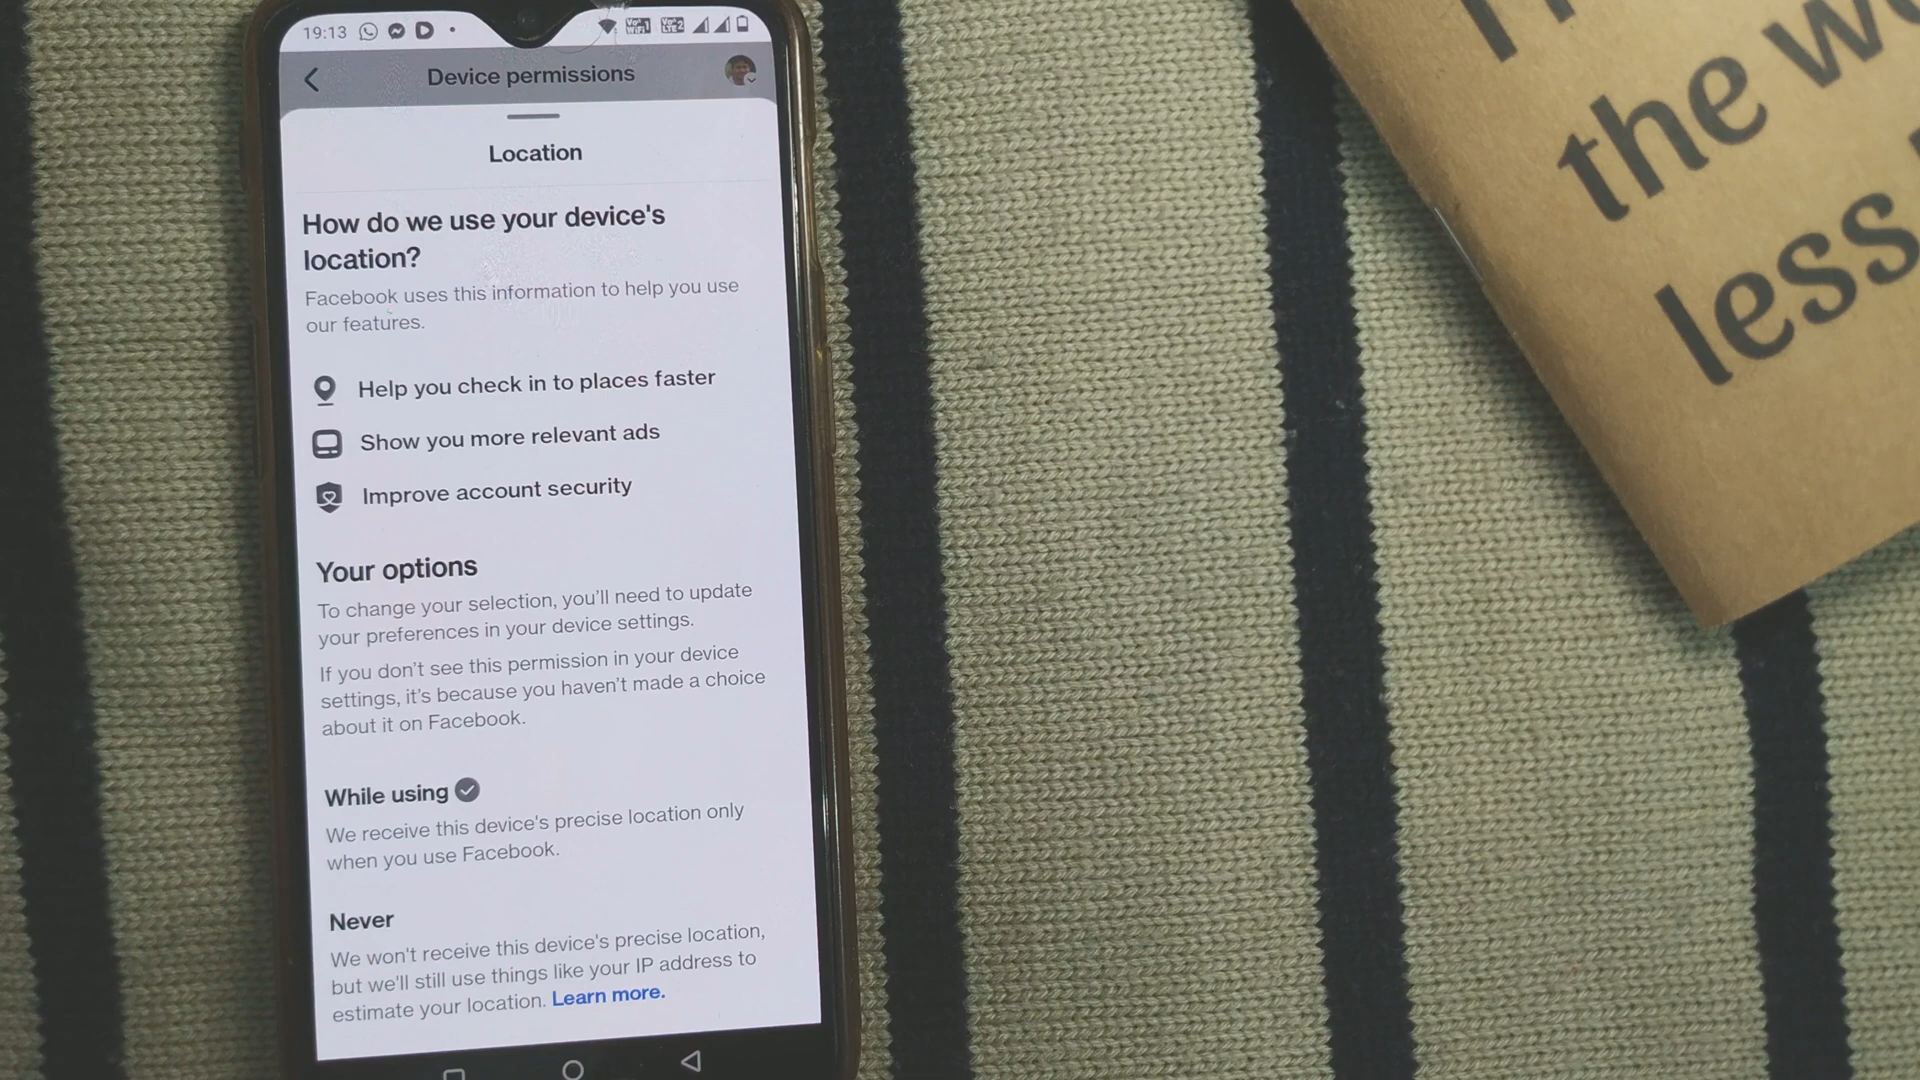 19:13
Device permissions
Location
How do we use your device's
location?
Facebook uses this information to help you use
our features.
Help you check in to places faster
Show you more relevant ads
Improve account security
Your options
To change your selection, you'll need to update
your preferences in your device settings.
If you don't see this permission in your device
settings, it's because you haven't made a choice
about it on Facebook.
While using
We receive this device's precise location only
when you use Facebook.
Never
We won't receive this device's precise location,
but we'll still use things like your IP address to
estimate your location. Learn more.
the
less